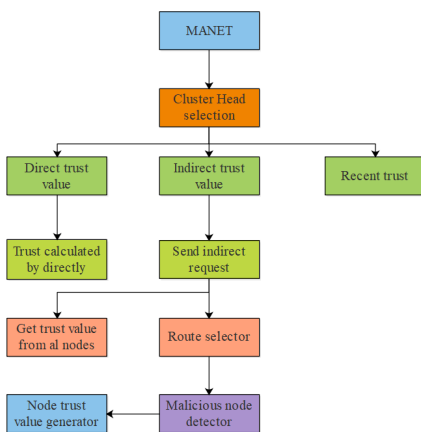 MANET
Cluster Head
selection
Direct trust
value
Indirect trust
value
Recent trust
Trust calculated
by directly
Send indirect
request
Get trust value
from al nodes
Route selector
Node trust
value generator
Malicious node
detector